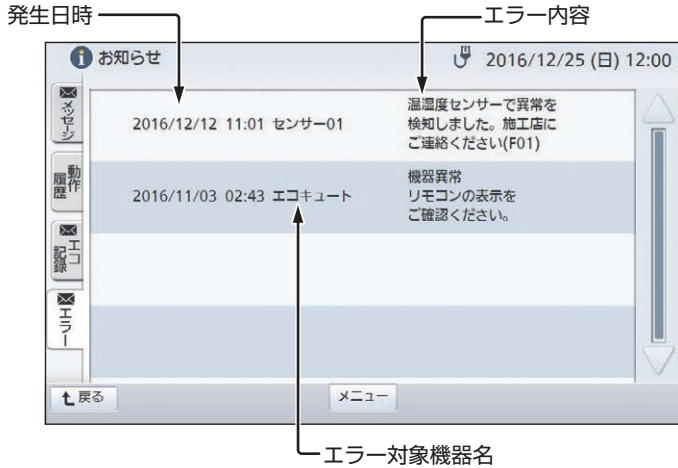 発生日時
エラー内容
お知らせ
2016/12/25 (日) 12:00
メッセージ
動作履歴
エコ記録
エラー
2016/12/12 11:01 センサー01
温湿度センサーで異常を
検知しました。施工店に
ご連絡ください(F01)
2016/11/03 02:43 エコキュート
機器異常
リモコンの表示を
ご確認ください。
戻る
メニュー
エラー対象機器名